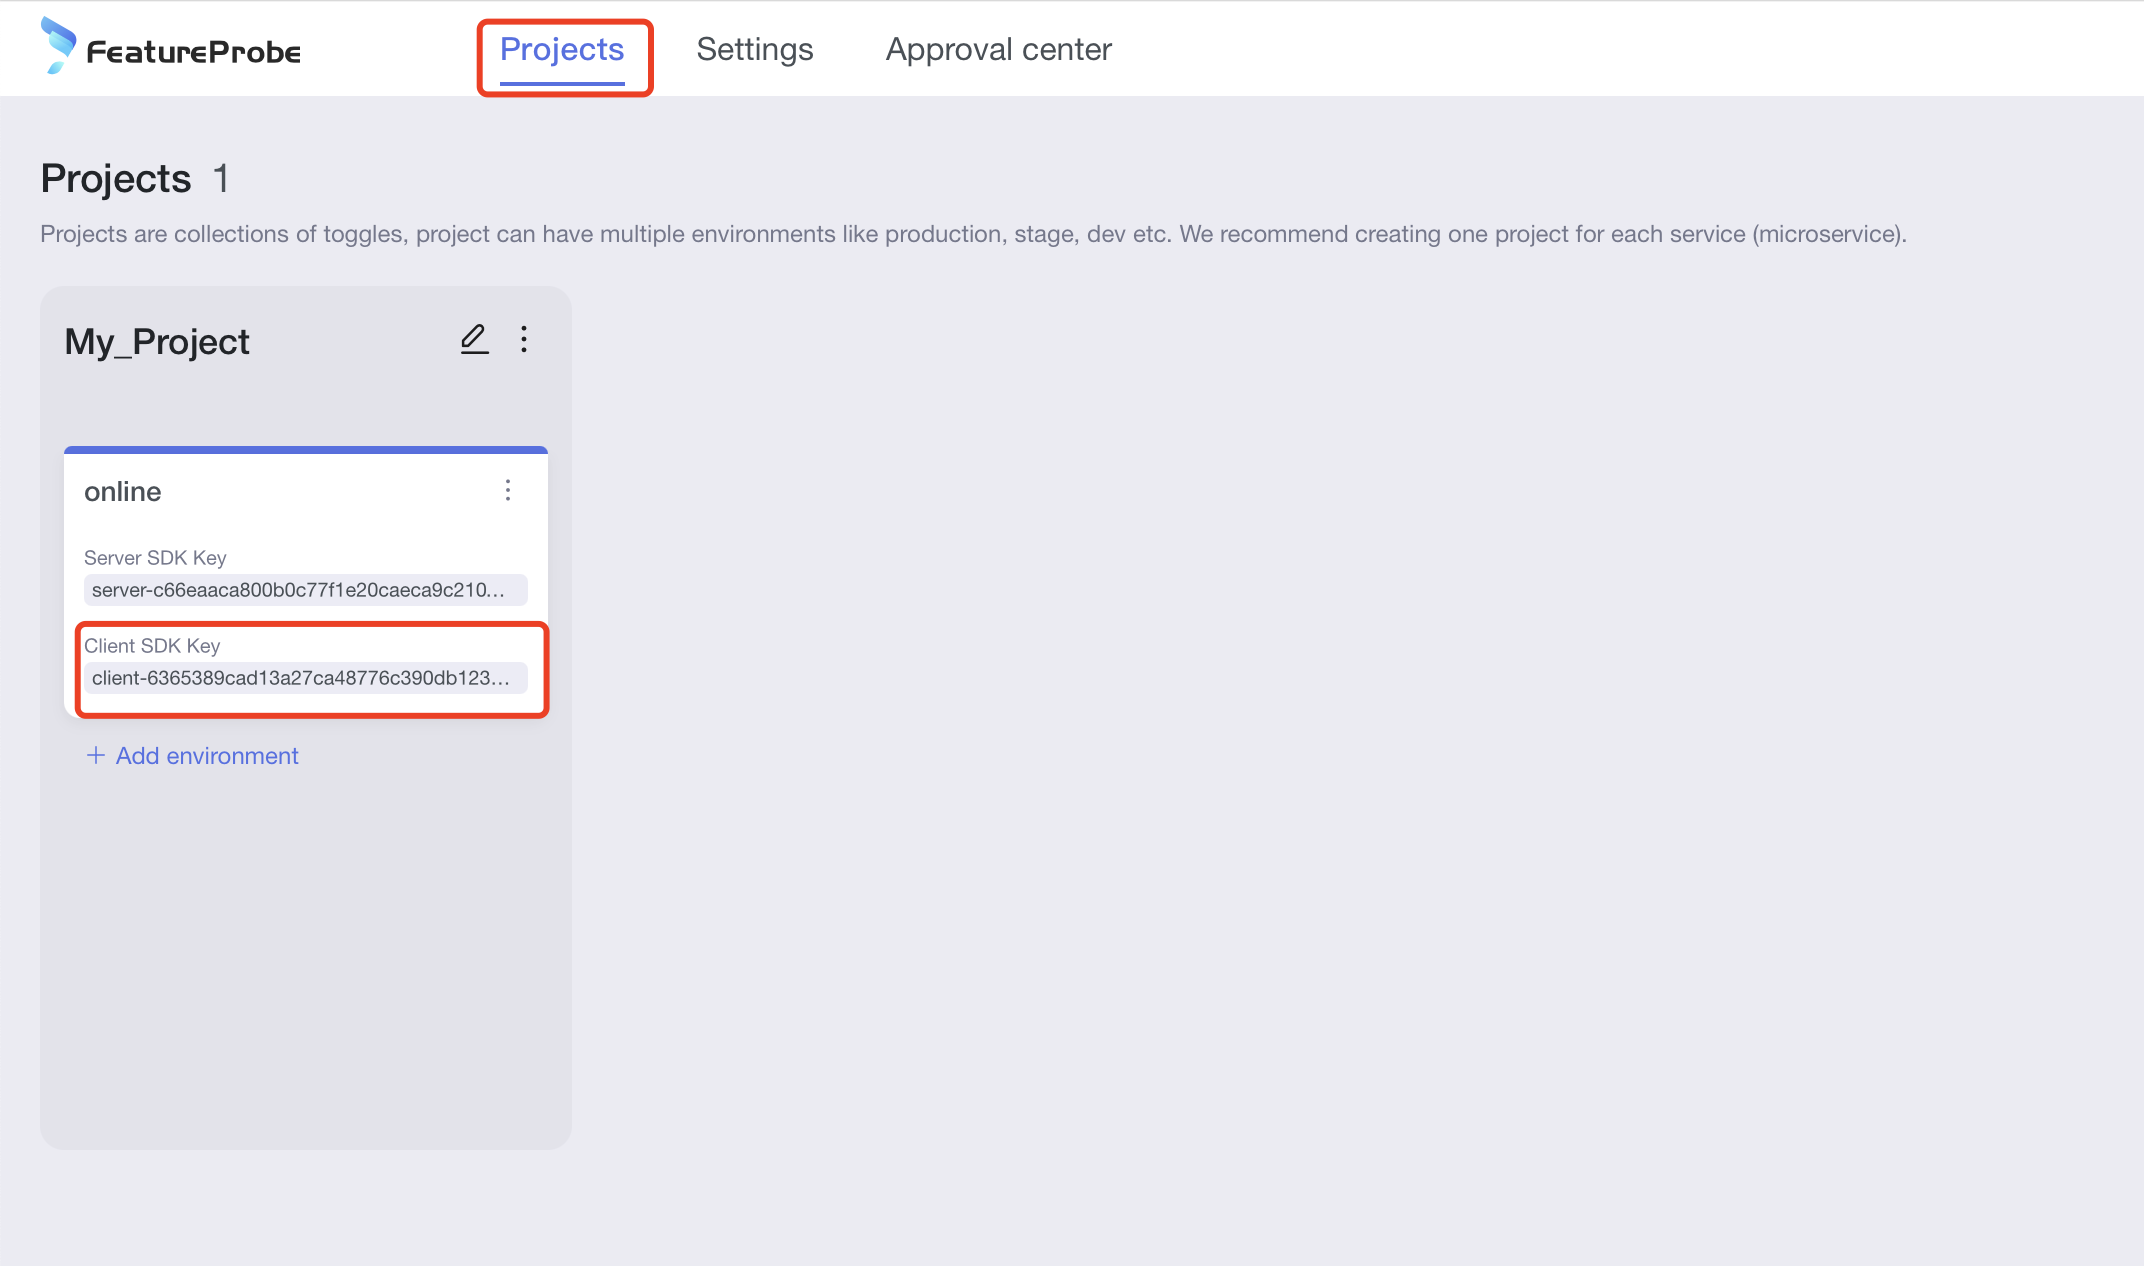 FeatureProbe
Projects Settings Approval center
Projects 1
Projects are collections of toggles, project can have multiple environments like production, stage, dev etc. We recommend creating one project for each service (microservice).
My_Project
online
Server SDK Key
server-c66eaaca800b0c77f1e20caeca9c210...
Client SDK Key
client-6365389cad13a27ca48776c390db123...
+ Add environment